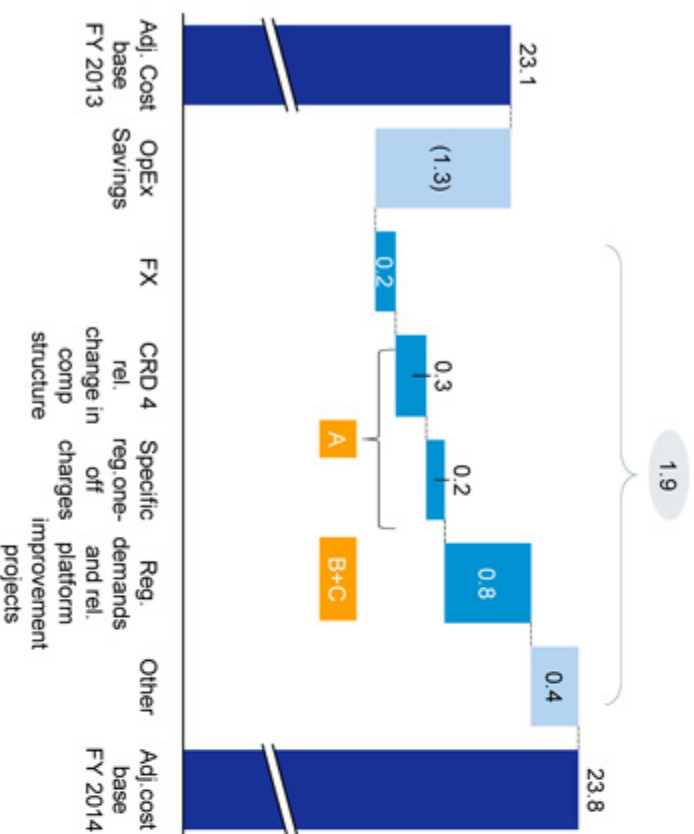 1.9
23.1
(1.3)
0.2
0.3
0.2
0.8
0.4
23.8
A
B+C
Adj. Cost
base
FY 2013
OpEx
Savings
FX
CRD 4
rel.
change in
comp
structure
Specific
reg.one-
off
charges
Reg.
demands
and rel.
platform
improvement
projects
Other
Adj.cost
base
FY 2014